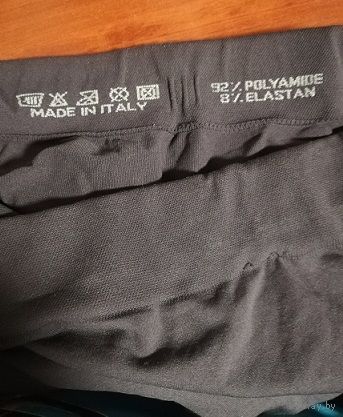 92% POLYAMIDE
8% ELASTAN
MADE IN ITALY